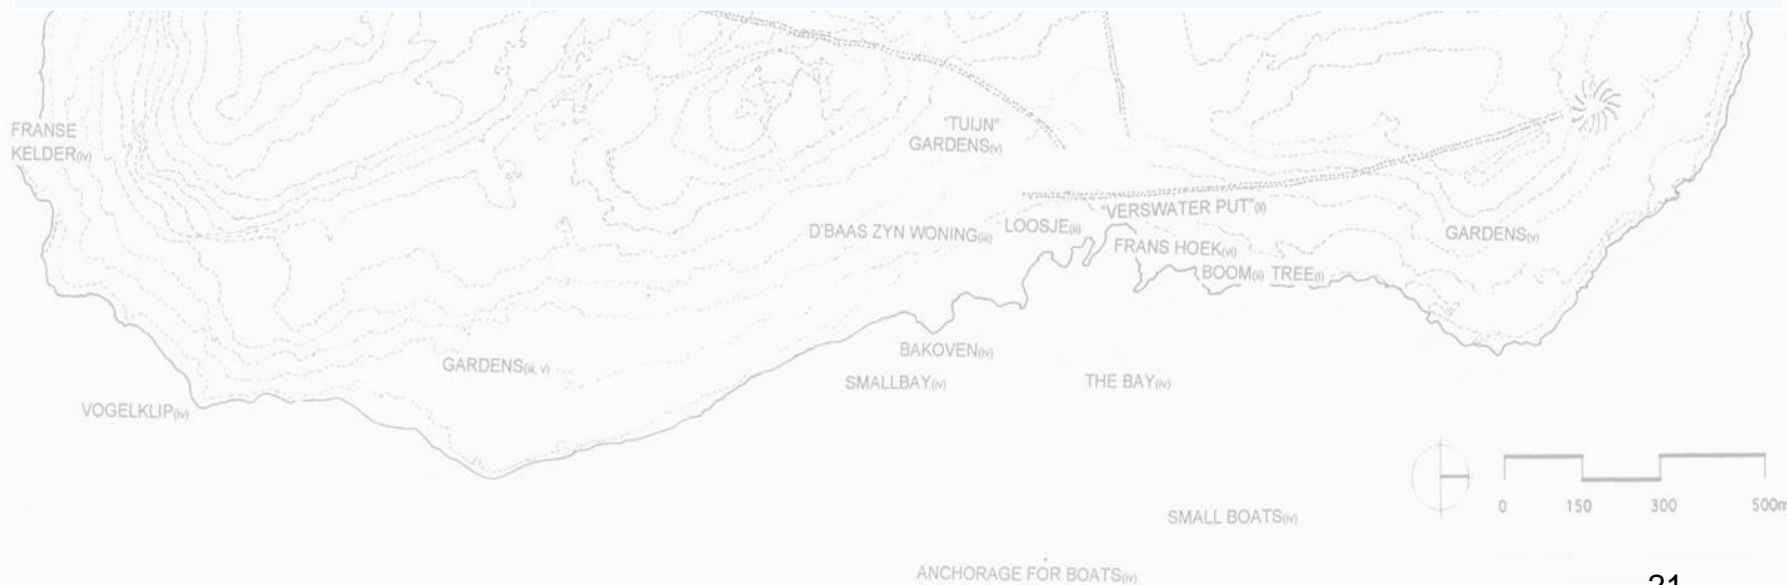 FRANSE
KELDER(iv)
"TUIJN"
GARDENS(v)
"VERSWATER PUT"(ii)
D'BAAS ZYN WONING(iii)
LOOSJE(ii)
GARDENS(v)
FRANS HOEK(vi)
BOOM(ii) TREE(i)
BAKOVEN(iv)
GARDENS(iii, v)
SMALLBAY(iv)
THE BAY(iv)
VOGELKLIP(iv)
0 150 300 500m
SMALL BOATS(iv)
ANCHORAGE FOR BOATS(iv)
21